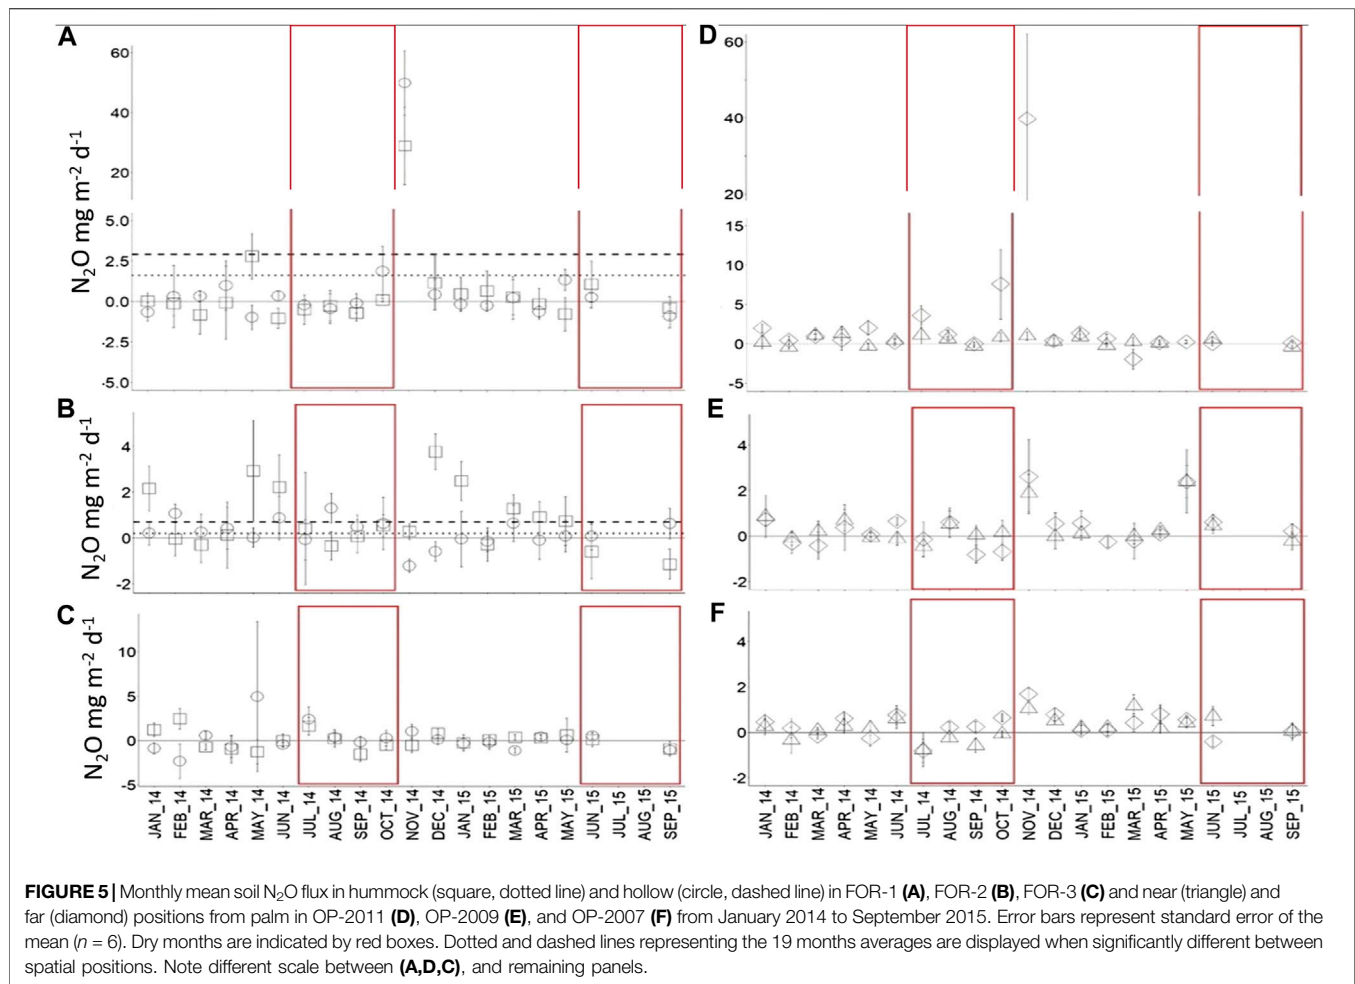 A
N₂O mg m⁻² d⁻¹
60
40
20
5.0
2.5
0.0
-2.5
-5.0
B
N₂O mg m⁻² d⁻¹
4
2
0
-2
C
N₂O mg m⁻² d⁻¹
10
5
0
-5
JAN_14 FEB_14 MAR_14 APR_14 MAY_14 JUN_14 JUL_14 AUG_14 SEP_14 OCT_14 NOV_14 DEC_14 JAN_15 FEB_15 MAR_15 APR_15 MAY_15 JUN_15 JUL_15 AUG_15 SEP_15
D
60
40
20
15
10
5
0
-5
E
4
2
0
-2
F
4
2
0
-2
JAN_14 FEB_14 MAR_14 APR_14 MAY_14 JUN_14 JUL_14 AUG_14 SEP_14 OCT_14 NOV_14 DEC_14 JAN_15 FEB_15 MAR_15 APR_15 MAY_15 JUN_15 JUL_15 AUG_15 SEP_15
FIGURE 5 | Monthly mean soil N₂O flux in hummock (square, dotted line) and hollow (circle, dashed line) in FOR-1 (A), FOR-2 (B), FOR-3 (C) and near (triangle) and
far (diamond) positions from palm in OP-2011 (D), OP-2009 (E), and OP-2007 (F) from January 2014 to September 2015. Error bars represent standard error of the
mean (n = 6). Dry months are indicated by red boxes. Dotted and dashed lines representing the 19 months averages are displayed when significantly different between
spatial positions. Note different scale between (A,D,C), and remaining panels.